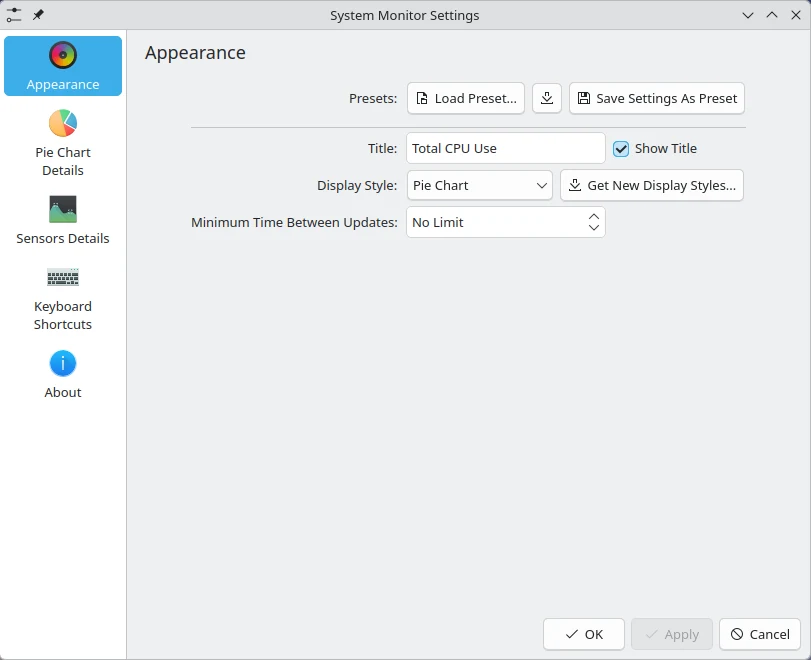 System Monitor Settings
Appearance
Pie Chart
Details
Sensors Details
Keyboard
Shortcuts
About
Appearance
Presets: Load Preset... Save Settings As Preset
Title: Total CPU Use Show Title
Display Style: Pie Chart Get New Display Styles...
Minimum Time Between Updates: No Limit
OK Apply Cancel